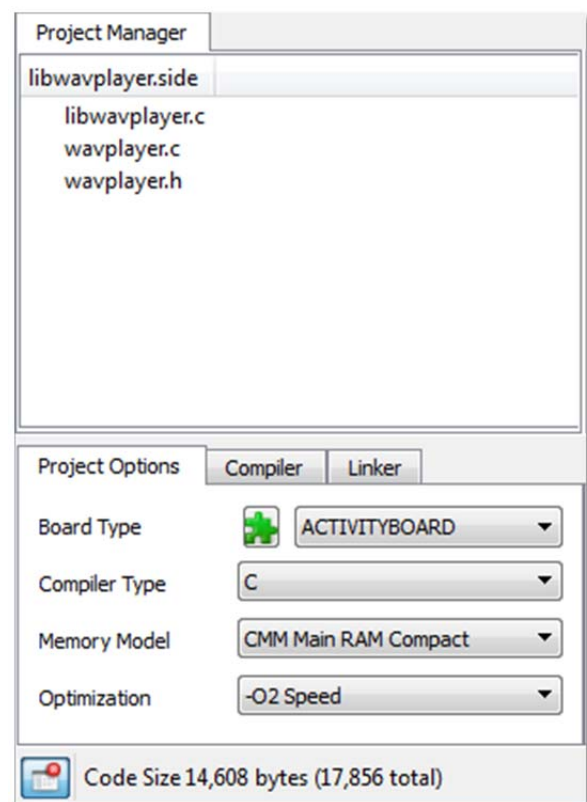 Project Manager
libwavplayer.side
libwavplayer.c
wavplayer.c
wavplayer.h
Project Options Compiler Linker
Board Type ACTIVITYBOARD
Compiler Type C
Memory Model CMM Main RAM Compact
Optimization -O2 Speed
Code Size 14,608 bytes (17,856 total)